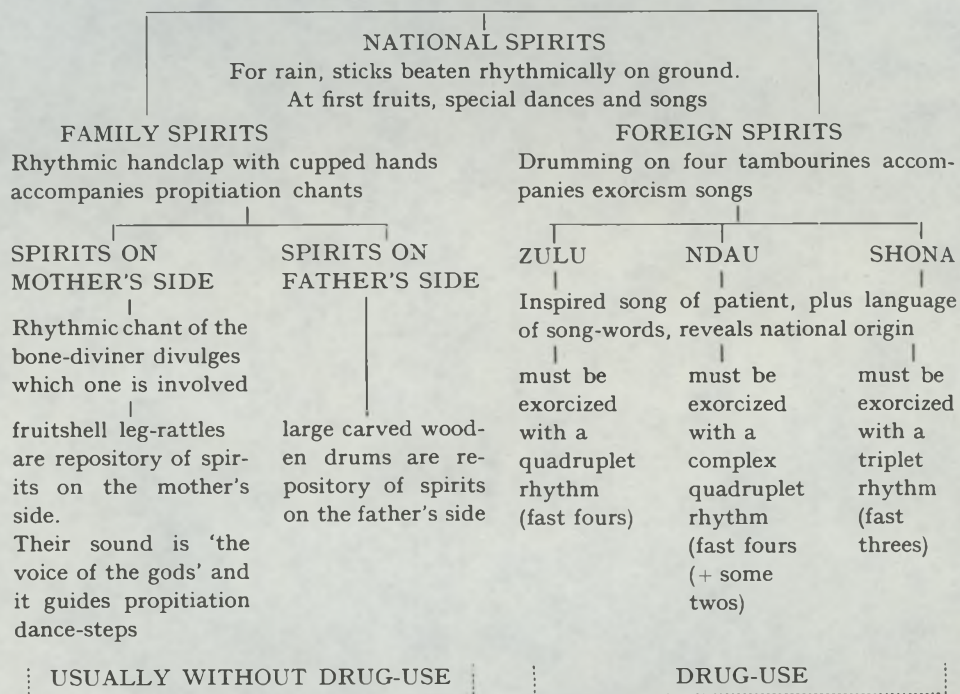 NATIONAL SPIRITS
For rain, sticks beaten rhythmically on ground.
At first fruits, special dances and songs
FAMILY SPIRITS
Rhythmic handclap with cupped hands
accompanies propitiation chants
SPIRITS ON
MOTHER'S SIDE
Rhythmic chant of the
bone-diviner divulges
which one is involved
fruitshell leg-rattles
are repository of spir-
its on the mother's
side.
Their sound is 'the
voice of the gods' and
it guides propitiation
dance-steps
SPIRITS ON
FATHER'S SIDE
large carved wood-
en drums are re-
pository of spirits
on the father's side
USUALLY WITHOUT DRUG-USE
FOREIGN SPIRITS
Drumming on four tambourines accom-
panies exorcism songs
ZULU NDAU SHONA
Inspired song of patient, plus language
of song-words, reveals national origin
must be
exorcized
with a
quadruplet
rhythm
(fast fours)
must be
exorcized
with a
complex
quadruplet
rhythm
(fast fours
(+ some
twos)
must be
exorcized
with a
triplet
rhythm
(fast
threes)
DRUG-USE